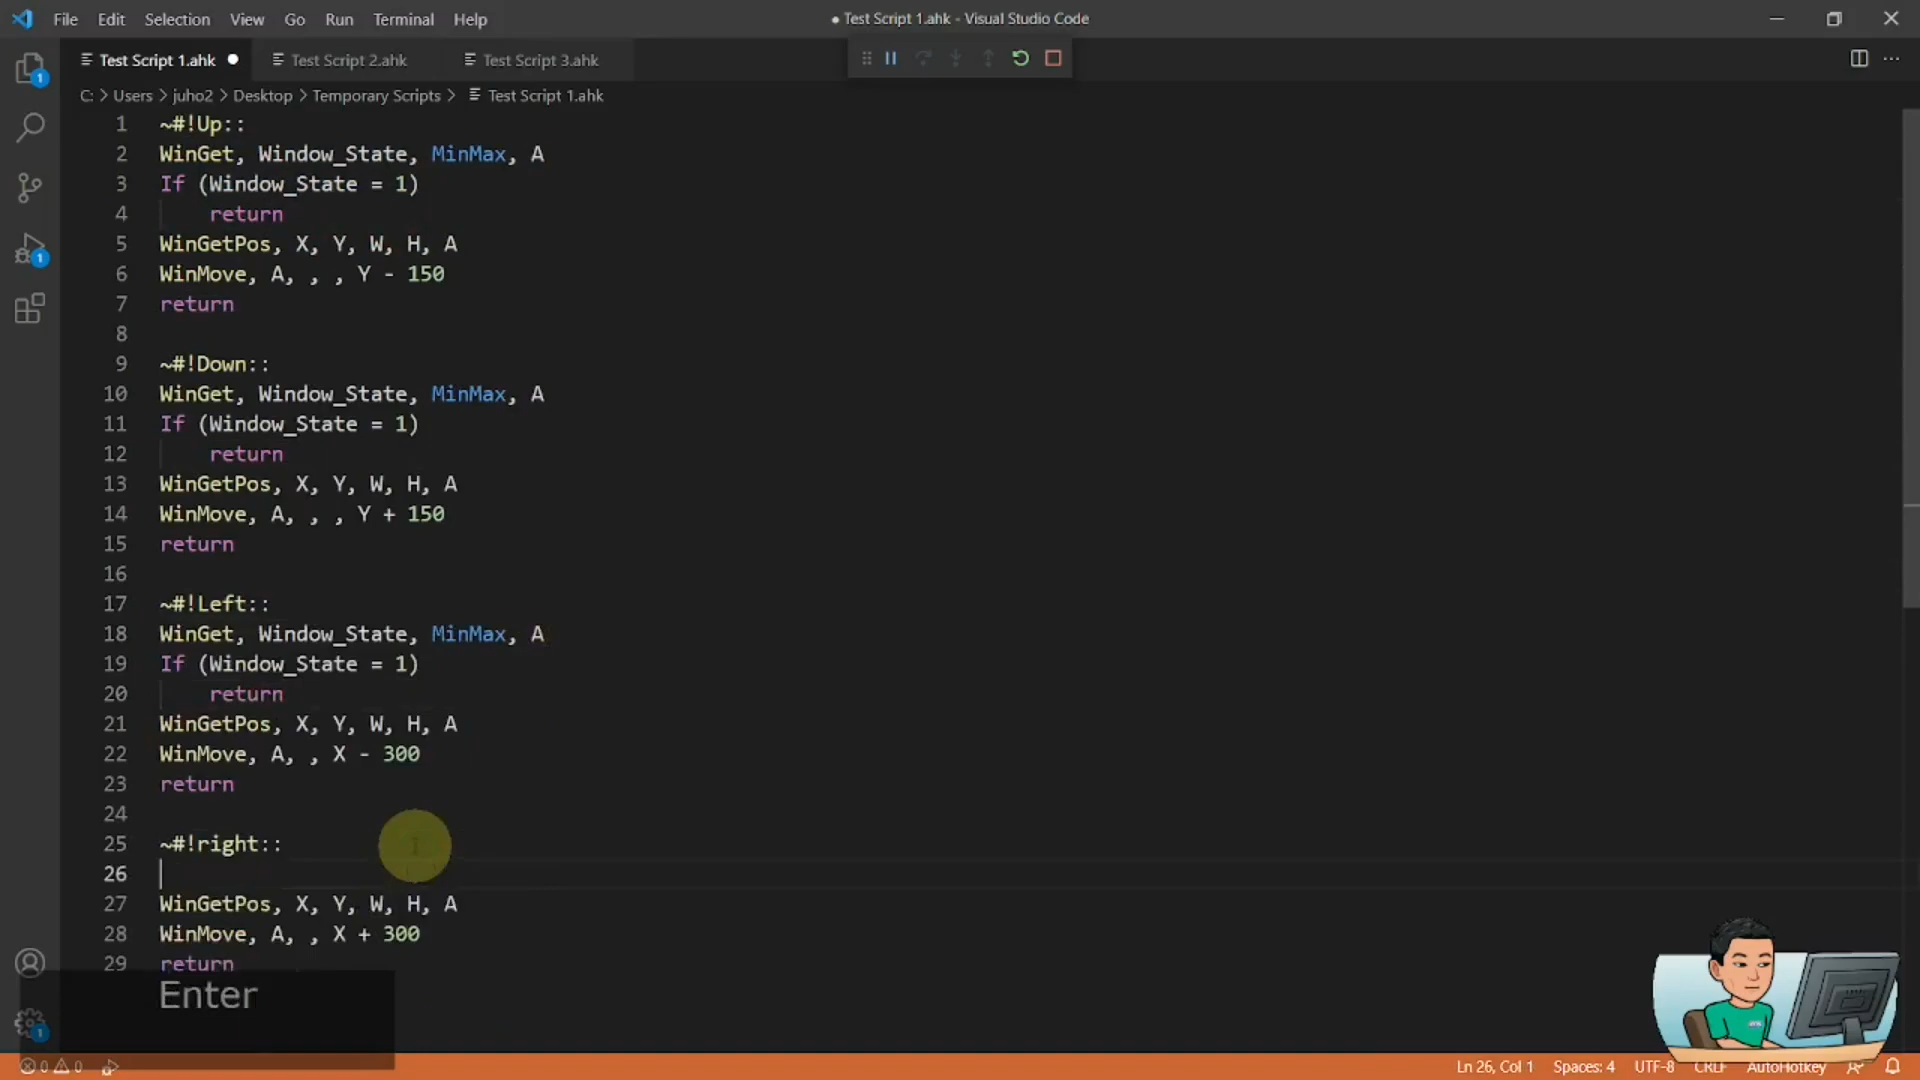 File Edit Selection View Go Run Terminal Help ● Test Script 1.ahk - Visual Studio Code
Test Script 1.ahk Test Script 2.ahk Test Script 3.ahk
C: > Users > juho2 > Desktop > Temporary Scripts > Test Script 1.ahk
1 ~#!Up::
2 WinGet, Window_State, MinMax, A
3 If (Window_State = 1)
4 return
5 WinGetPos, X, Y, W, H, A
6 WinMove, A, , , Y - 150
7 return
8
9 ~#!Down::
10 WinGet, Window_State, MinMax, A
11 If (Window_State = 1)
12 return
13 WinGetPos, X, Y, W, H, A
14 WinMove, A, , , Y + 150
15 return
16
17 ~#!Left::
18 WinGet, Window_State, MinMax, A
19 If (Window_State = 1)
20 return
21 WinGetPos, X, Y, W, H, A
22 WinMove, A, , X - 300
23 return
24
25 ~#!right::
26
27 WinGetPos, X, Y, W, H, A
28 WinMove, A, , X + 300
29 return
Enter
0 0 Ln 26, Col 1 Spaces: 4 UTF-8 CRLF AutoHotkey
1
1
1